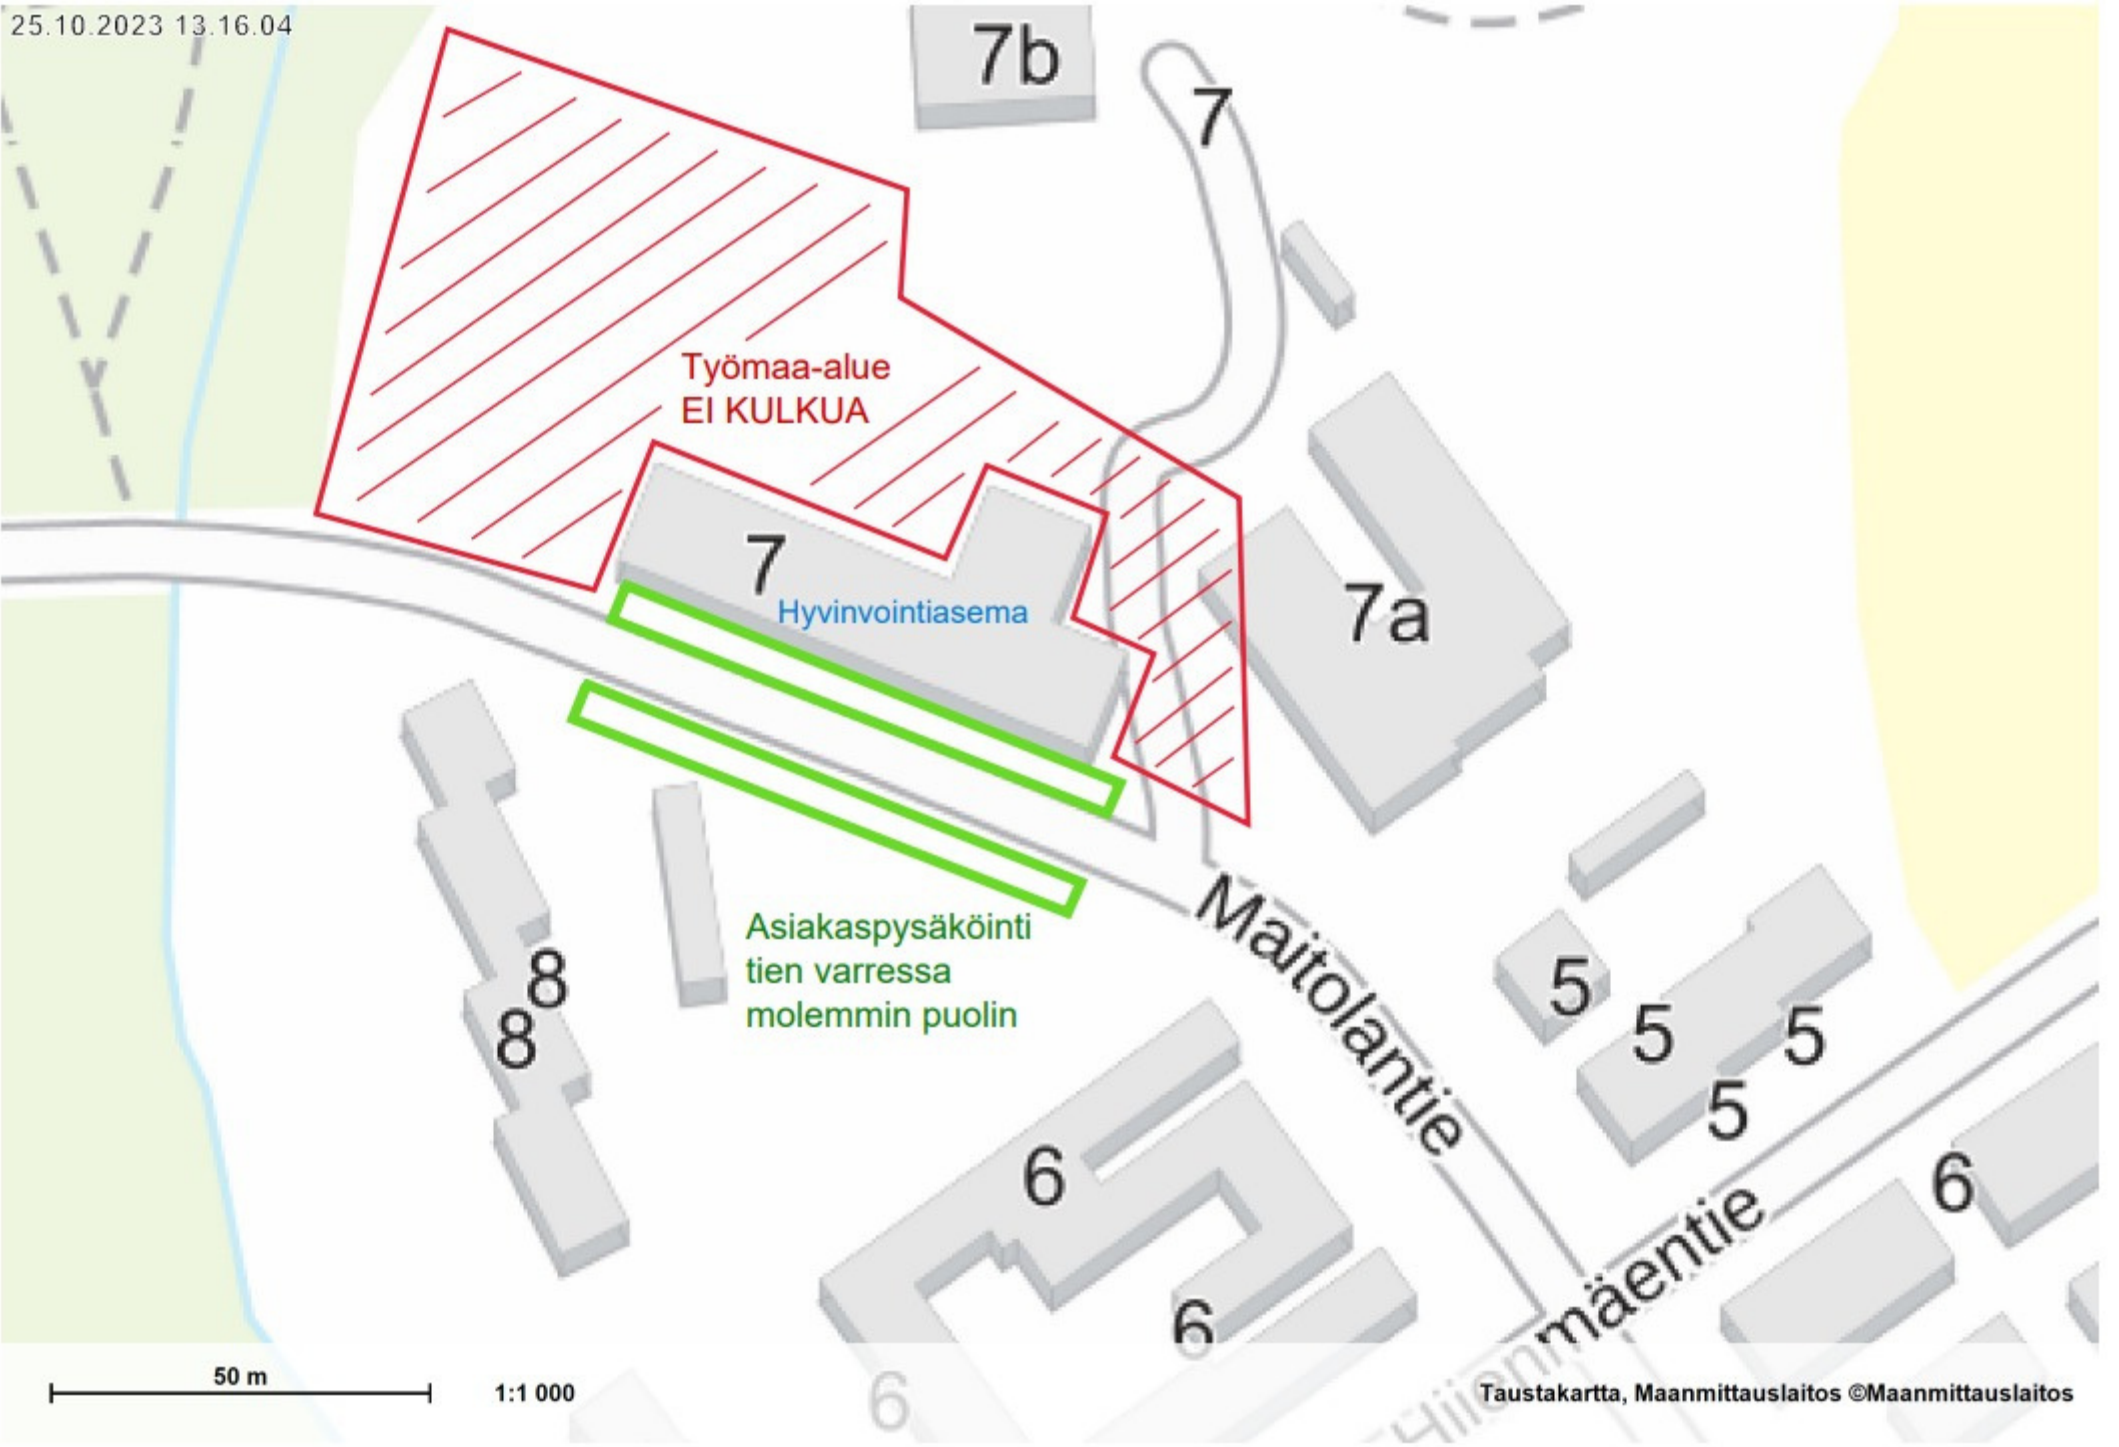 25.10.2023 13.16.04
7b
7
Työmaa-alue
EI KULKUA
7
Hyvinvointiasema
7a
Asiakaspysäköinti
tien varressa
molemmin puolin
Maitolantie
8
8
5
5
5
5
6
6
6
6
Hiienmäentie
50 m
1:1 000
Taustakartta, Maanmittauslaitos ©Maanmittauslaitos